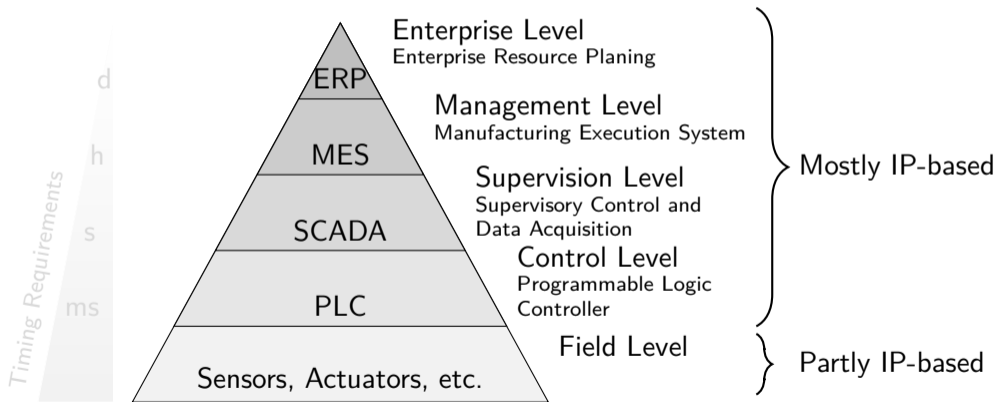 Enterprise Level
Enterprise Resource Planing
d
ERP
Management Level
Manufacturing Execution System
h
MES
Mostly IP-based
Supervision Level
Supervisory Control and
Data Acquisition
s
SCADA
Control Level
Programmable Logic
Controller
ms
PLC
Timing Requirements
Field Level
Partly IP-based
Sensors, Actuators, etc.